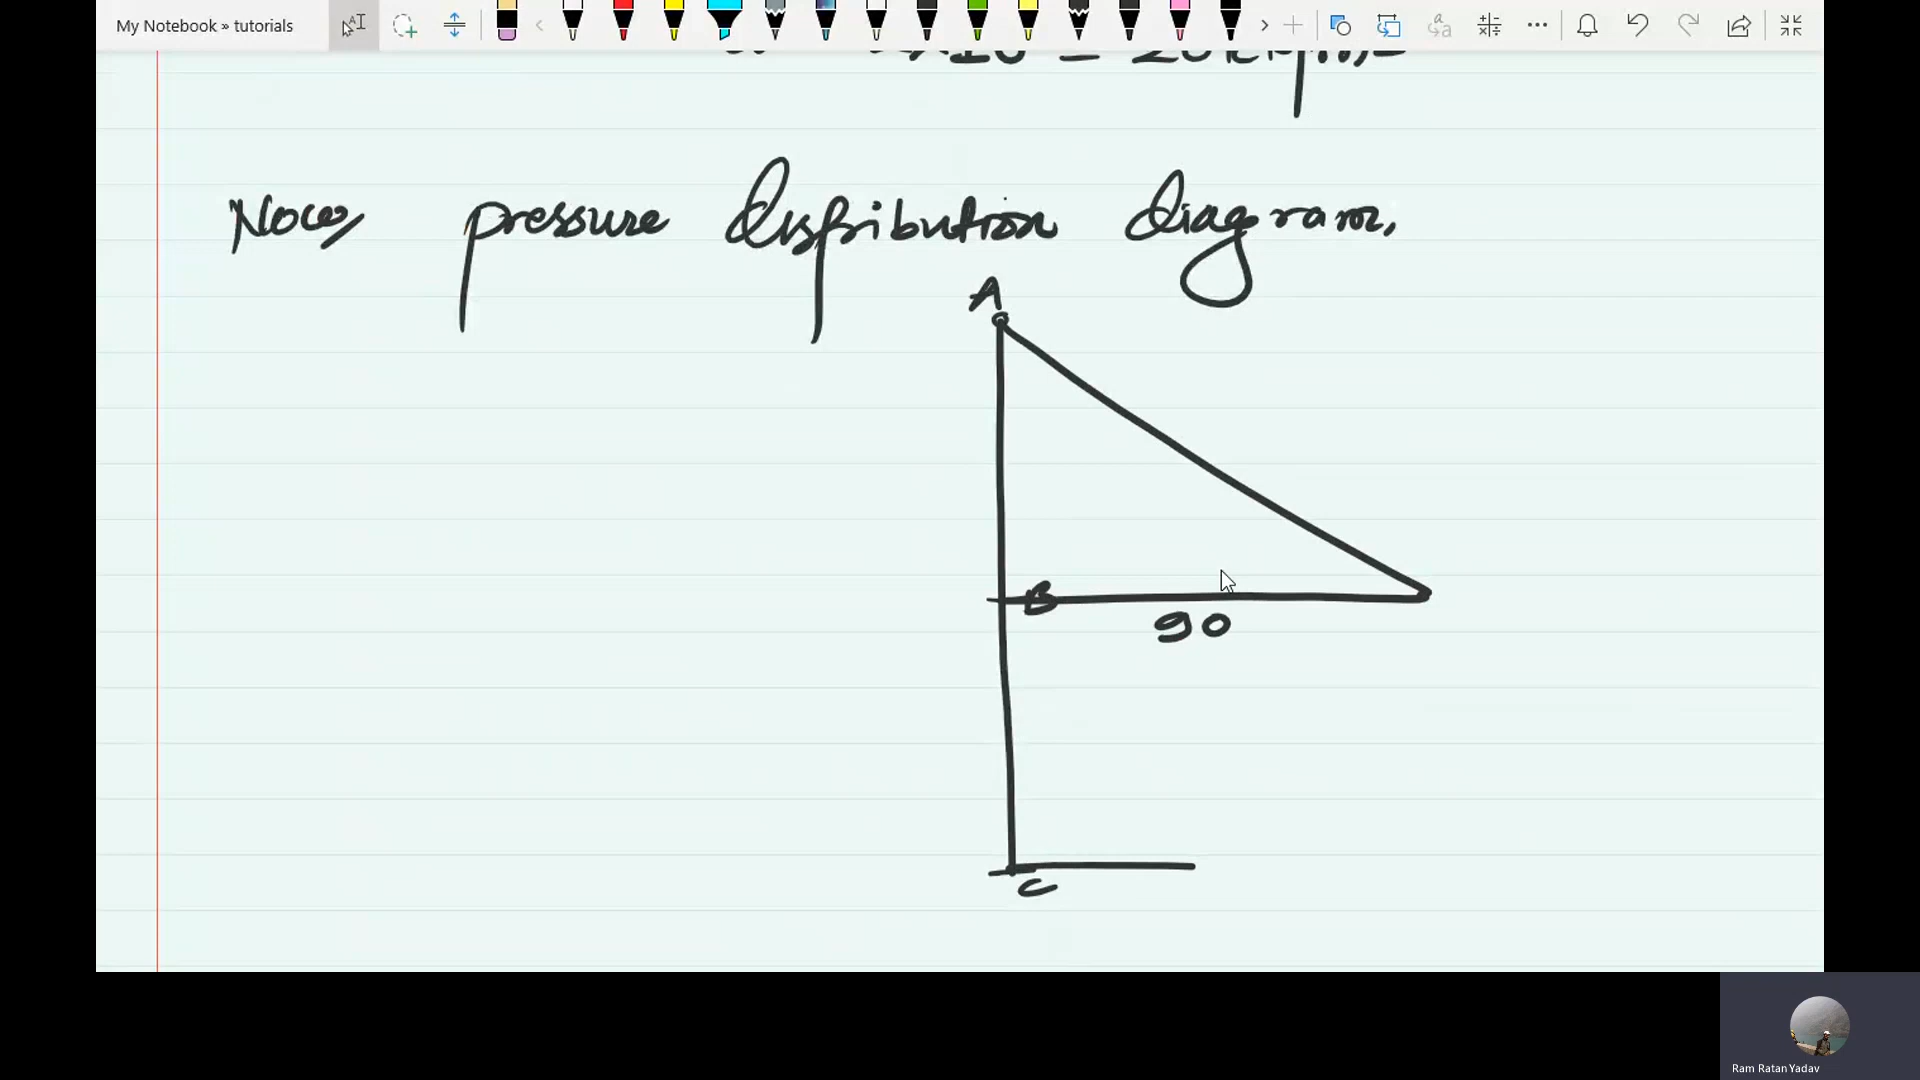 My Notebook » tutorials
Now, pressure distribution diagram,
A
B
90
C
Ram Ratan Yadav